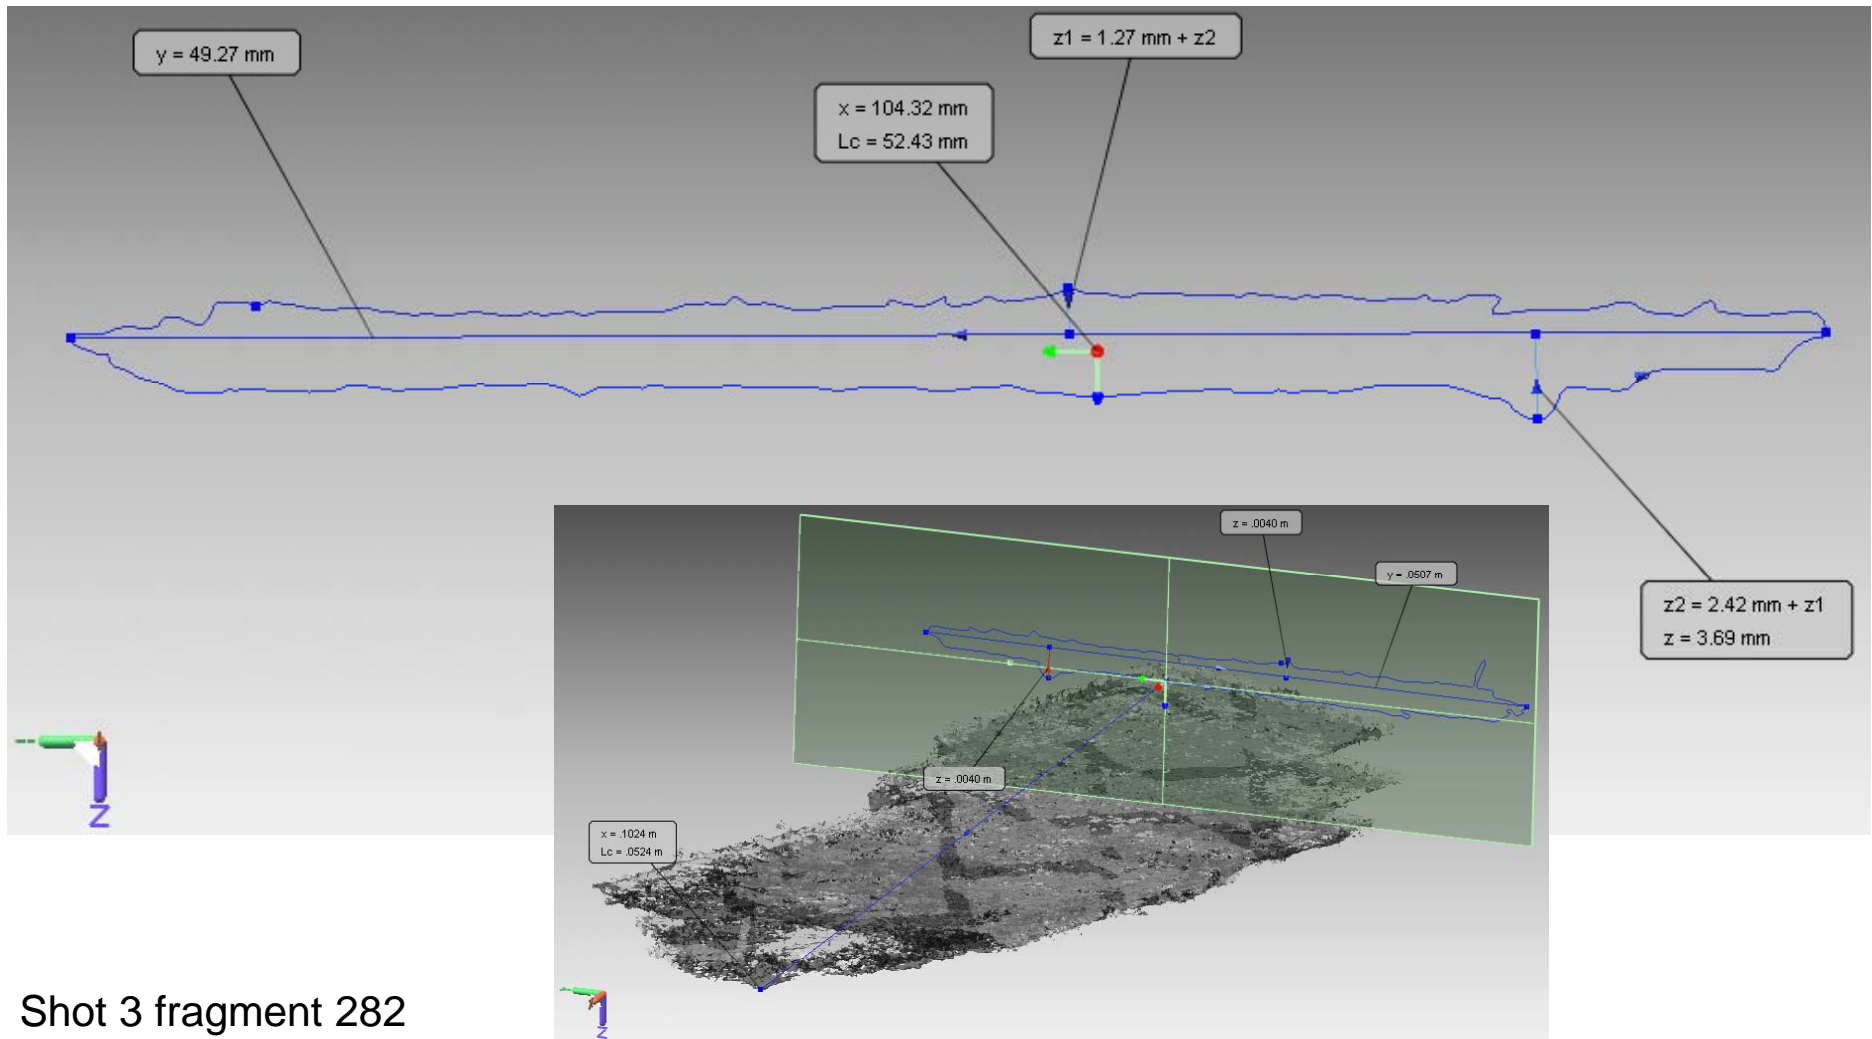 y = 49.27 mm
z1 = 1.27 mm + z2
x = 104.32 mm
Lc = 52.43 mm
z2 = 2.42 mm + z1
z = 3.69 mm
Z
z = .0040 m
y = .0507 m
z = .0040 m
x = .1024 m
Lc = .0524 m
Z
Shot 3 fragment 282